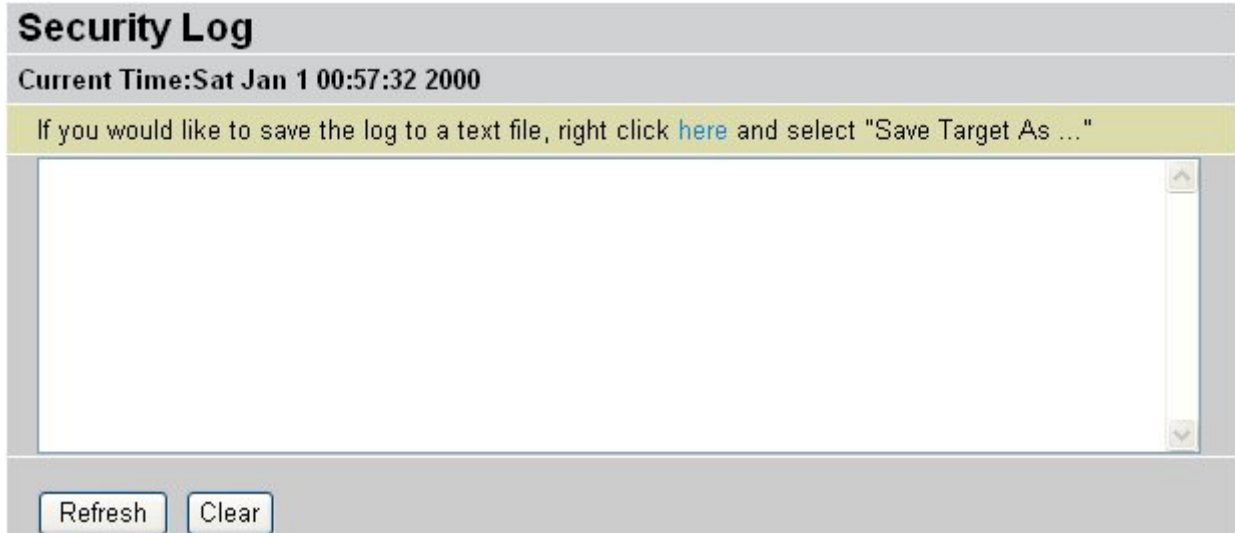 Security Log
Current Time:Sat Jan 1 00:57:32 2000
If you would like to save the log to a text file, right click here and select "Save Target As ..."
Refresh Clear